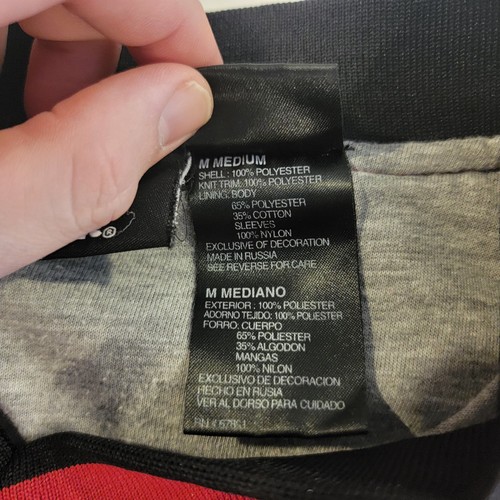 M MEDIUM
SHELL: 100% POLYESTER
KNIT TRIM: 100% POLYESTER
LINING: BODY
65% POLYESTER
35% COTTON
SLEEVES
100% NYLON
EXCLUSIVE OF DECORATION
MADE IN RUSSIA
SEE REVERSE FOR CARE
M MEDIANO
EXTERIOR: 100% POLIESTER
ADORNO TEJIDO: 100% POLIESTER
FORRO: CUERPO
65% POLIESTER
35% ALGODON
MANGAS
100% NILON
EXCLUSIVO DE DECORACION
HECHO EN RUSIA
VER AL DORSO PARA CUIDADO